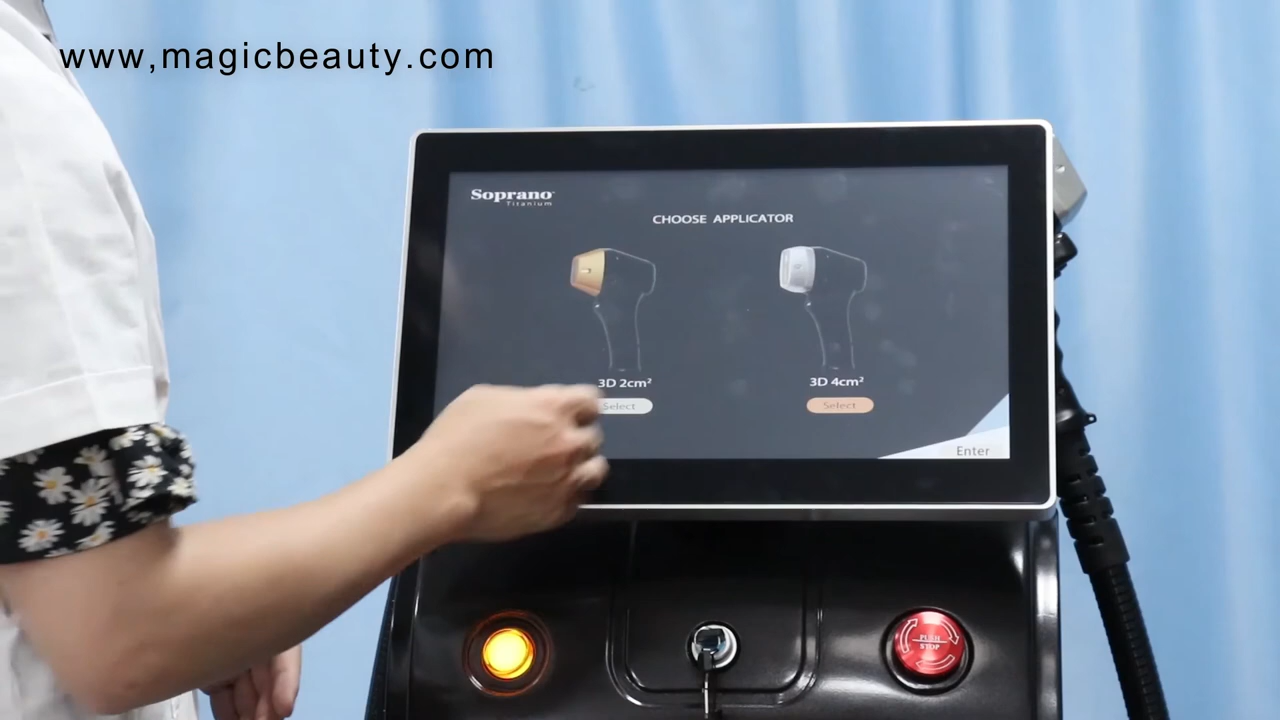 www,magicbeauty.com
Soprano
Titanium
CHOOSE APPLICATOR
3D 2cm²
3D 4cm²
Select
Select
Enter
PUSH
STOP